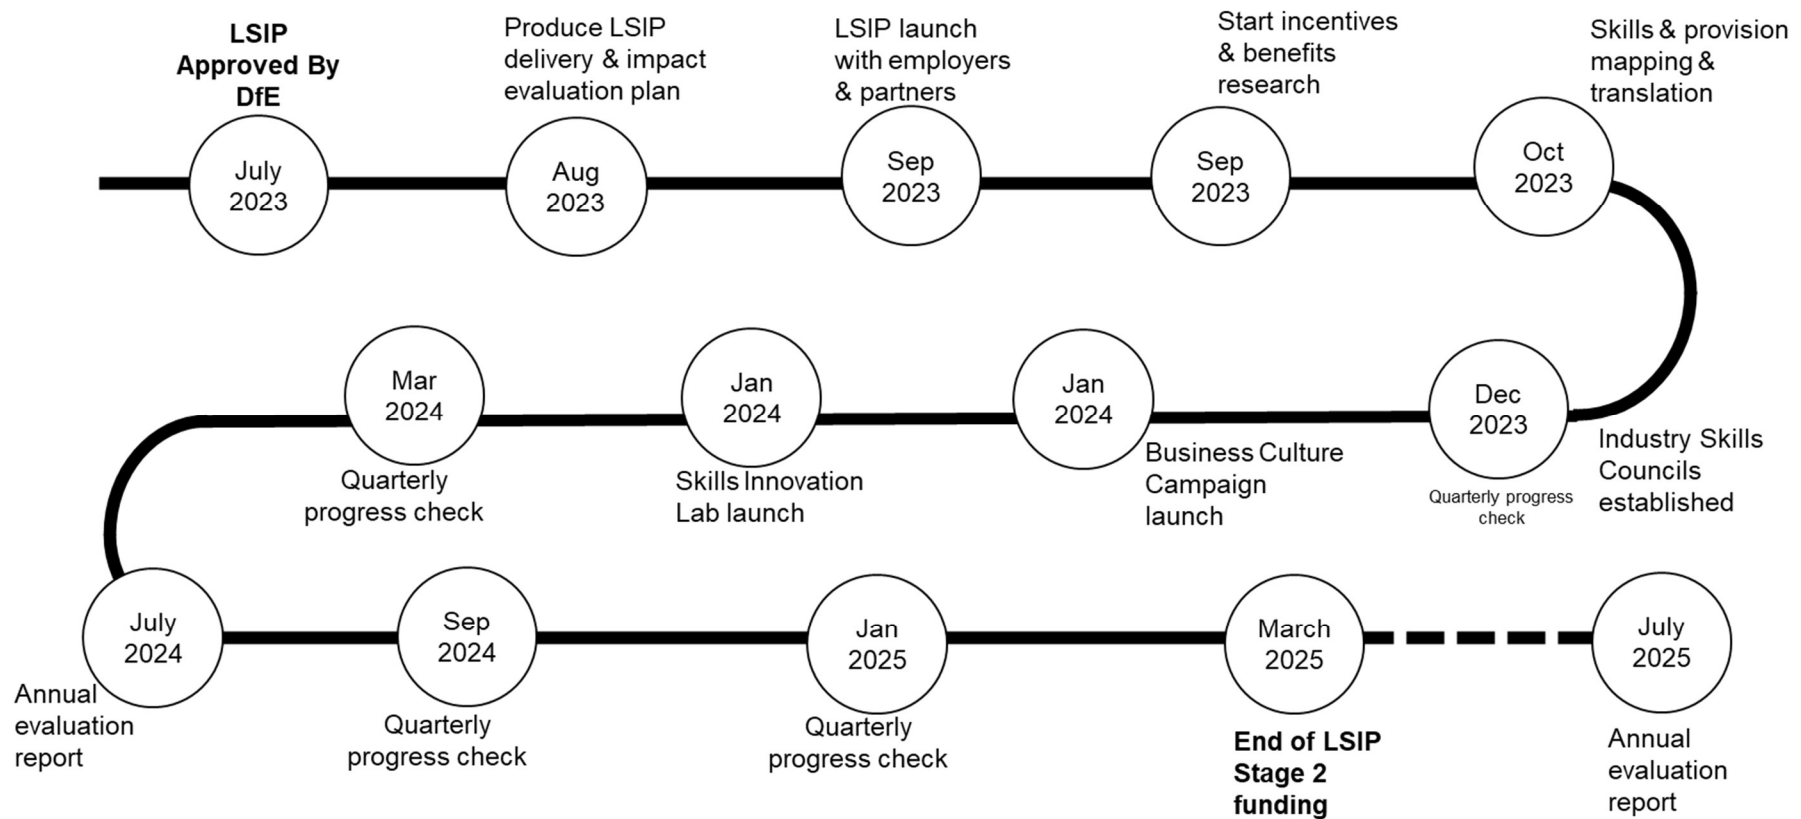 LSIP
Approved By
DfE
July
2023
Produce LSIP
delivery & impact
evaluation plan
Aug
2023
LSIP launch
with employers
& partners
Sep
2023
Start incentives
& benefits
research
Sep
2023
Skills & provision
mapping &
translation
Oct
2023
Dec
2023
Industry Skills
Councils
established
Quarterly progress
check
Jan
2024
Business Culture
Campaign
launch
Jan
2024
Skills Innovation
Lab launch
Mar
2024
Quarterly
progress check
July
2024
Annual
evaluation
report
Sep
2024
Quarterly
progress check
Jan
2025
Quarterly
progress check
March
2025
End of LSIP
Stage 2
funding
July
2025
Annual
evaluation
report